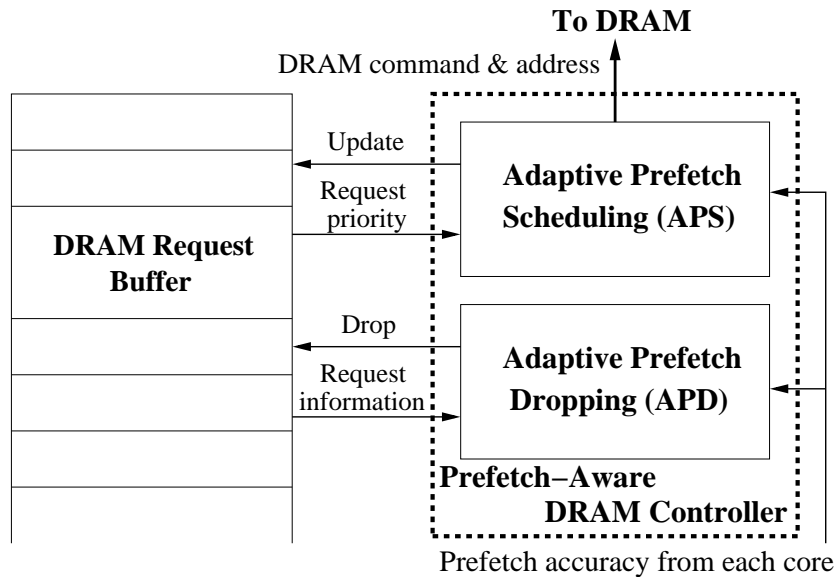 To DRAM
DRAM command & address
Update
Request
priority
Adaptive Prefetch
Scheduling (APS)
DRAM Request
Buffer
Drop
Request
information
Adaptive Prefetch
Dropping (APD)
Prefetch−Aware
DRAM Controller
Prefetch accuracy from each core